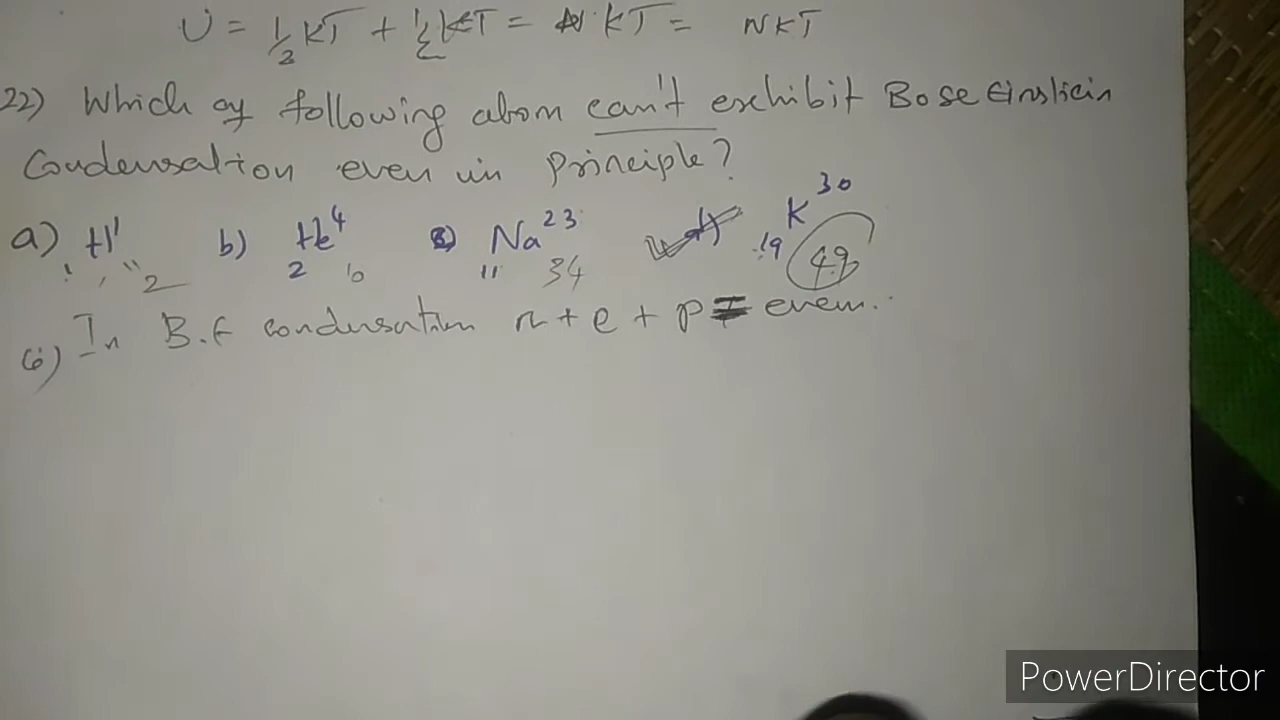 U = 1/2 KT + 1/2 KT = N KT = NKT
22) Which of following atom can't exhibit Bose Einstein
Condensation even in principle?
a) H¹ b) He⁴ c) Na²³ d) K³⁰
1 1 2 2 6 11 34 19 49
(i) In B.E condensation n + e + p = even.
PowerDirector